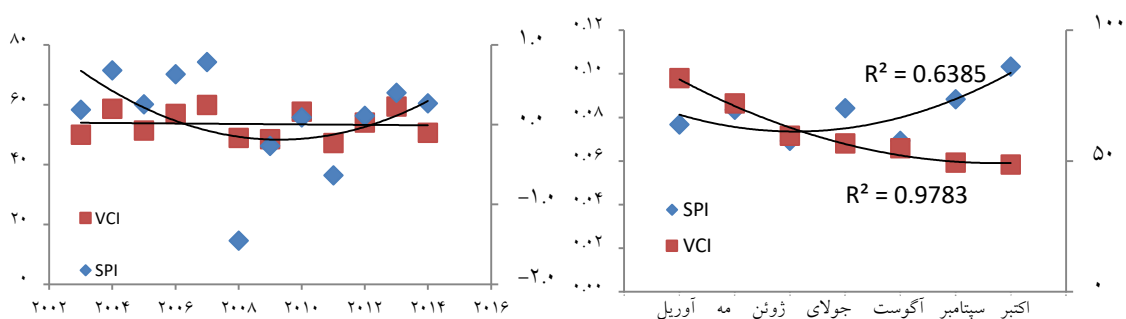 ۸۰
۶۰
۴۰
۲۰
۰
۱.۰
۰.۰
-۱.۰
-۲.۰
VCI
SPI
۲۰۰۲ ۲۰۰۴ ۲۰۰۶ ۲۰۰۸ ۲۰۱۰ ۲۰۱۲ ۲۰۱۴ ۲۰۱۶
۰.۱۲
۰.۱۰
۰.۰۸
۰.۰۶
۰.۰۴
۰.۰۲
۰.۰۰
۱۰۰
۵۰
۰
R² = 0.6385
R² = 0.9783
SPI
VCI
آوریل مه ژوئن جولای آگوست سپتامبر اکتبر